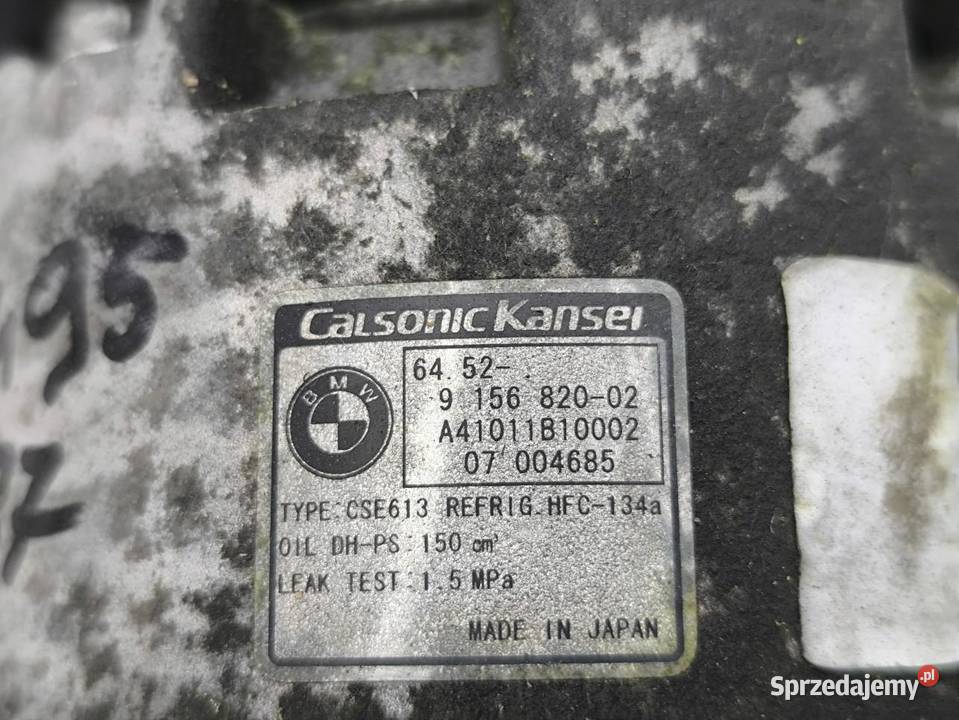 195
Calsonic Kansei
BMW
64.52-.
9 156 820-02
A41011B10002
07 004685
TYPE:CSE613 REFRIG.HFC-134a
OIL DH-PS:150 cm³
LEAK TEST:1.5 MPa
MADE IN JAPAN
Sprzedajemy.pl